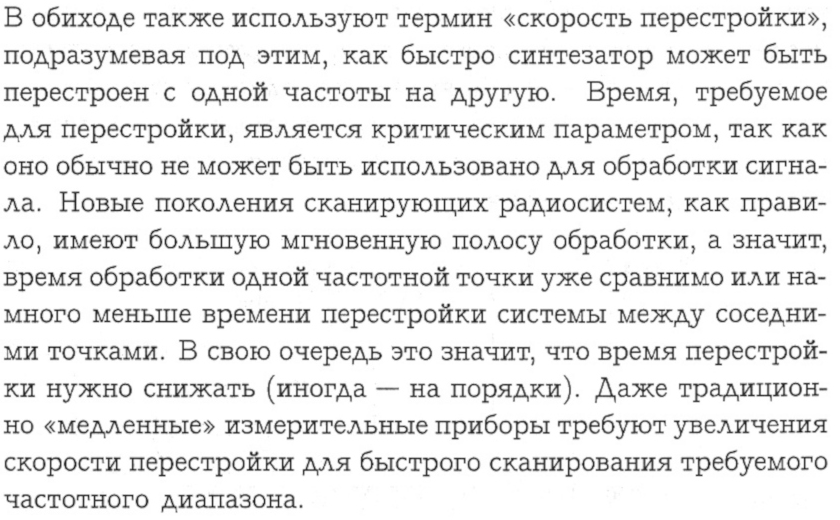 В обиходе также используют термин «скорость перестройки»,
подразумевая под этим, как быстро синтезатор может быть
перестроен с одной частоты на другую. Время, требуемое
для перестройки, является критическим параметром, так как
оно обычно не может быть использовано для обработки сигна-
ла. Новые поколения сканирующих радиосистем, как прави-
ло, имеют большую мгновенную полосу обработки, а значит,
время обработки одной частотной точки уже сравнимо или на-
много меньше времени перестройки системы между соседни-
ми точками. В свою очередь это значит, что время перестрой-
ки нужно снижать (иногда — на порядки). Даже традицион-
но «медленные» измерительные приборы требуют увеличения
скорости перестройки для быстрого сканирования требуемого
частотного диапазона.